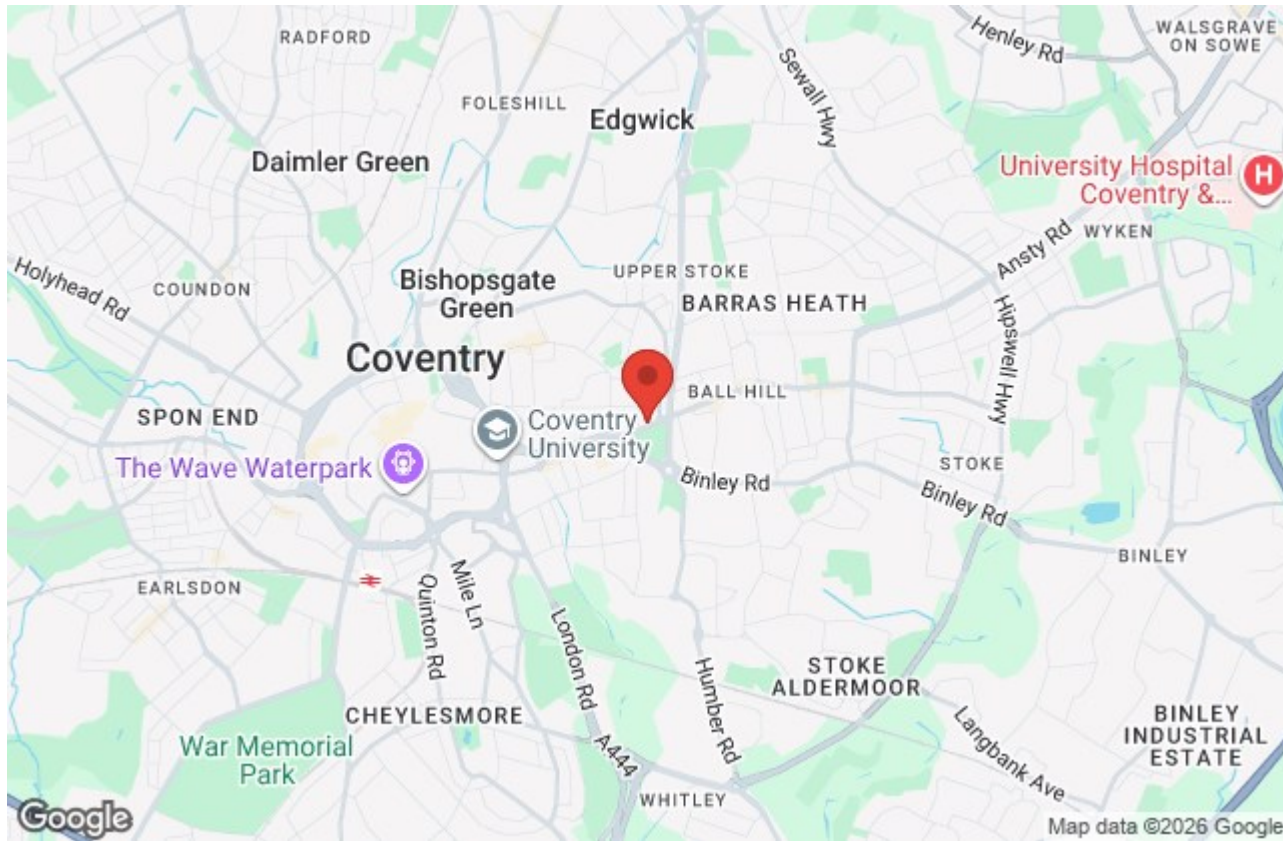 RADFORD
Henley Rd
WALSGRAVE
ON SOWE
Sewall Hwy
FOLESHILL
Edgwick
Daimler Green
University Hospital
Coventry &...
H
WYKEN
Ansty Rd
Holyhead Rd
COUNDON
Bishopsgate
Green
UPPER STOKE
BARRAS HEATH
Hipswell Hwy
Coventry
BALL HILL
SPON END
Coventry
University
The Wave Waterpark
Binley Rd
STOKE
Binley Rd
BINLEY
EARLSDON
Mile Ln
Quinton Rd
London Rd
Humber Rd
STOKE
ALDERMOOR
CHEYLESMORE
Langbank Ave
BINLEY
INDUSTRIAL
ESTATE
War Memorial
Park
A444
WHITLEY
Google
Map data ©2026 Google